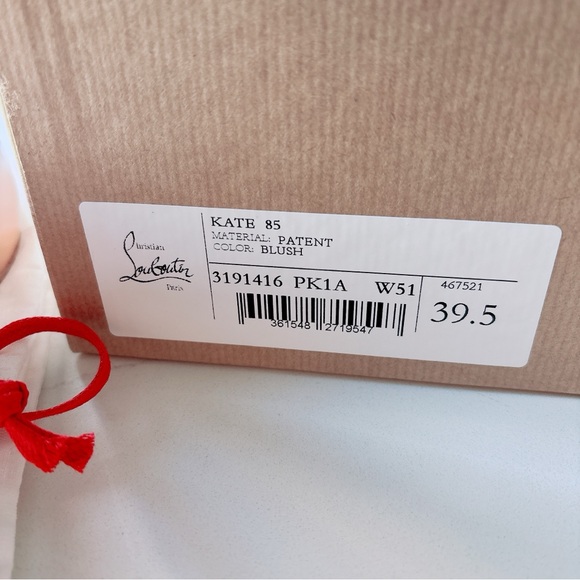 Christian
Louboutin
Paris
KATE 85
MATERIAL: PATENT
COLOR: BLUSH
3191416 PK1A W51
467521
39.5
361548 2719547